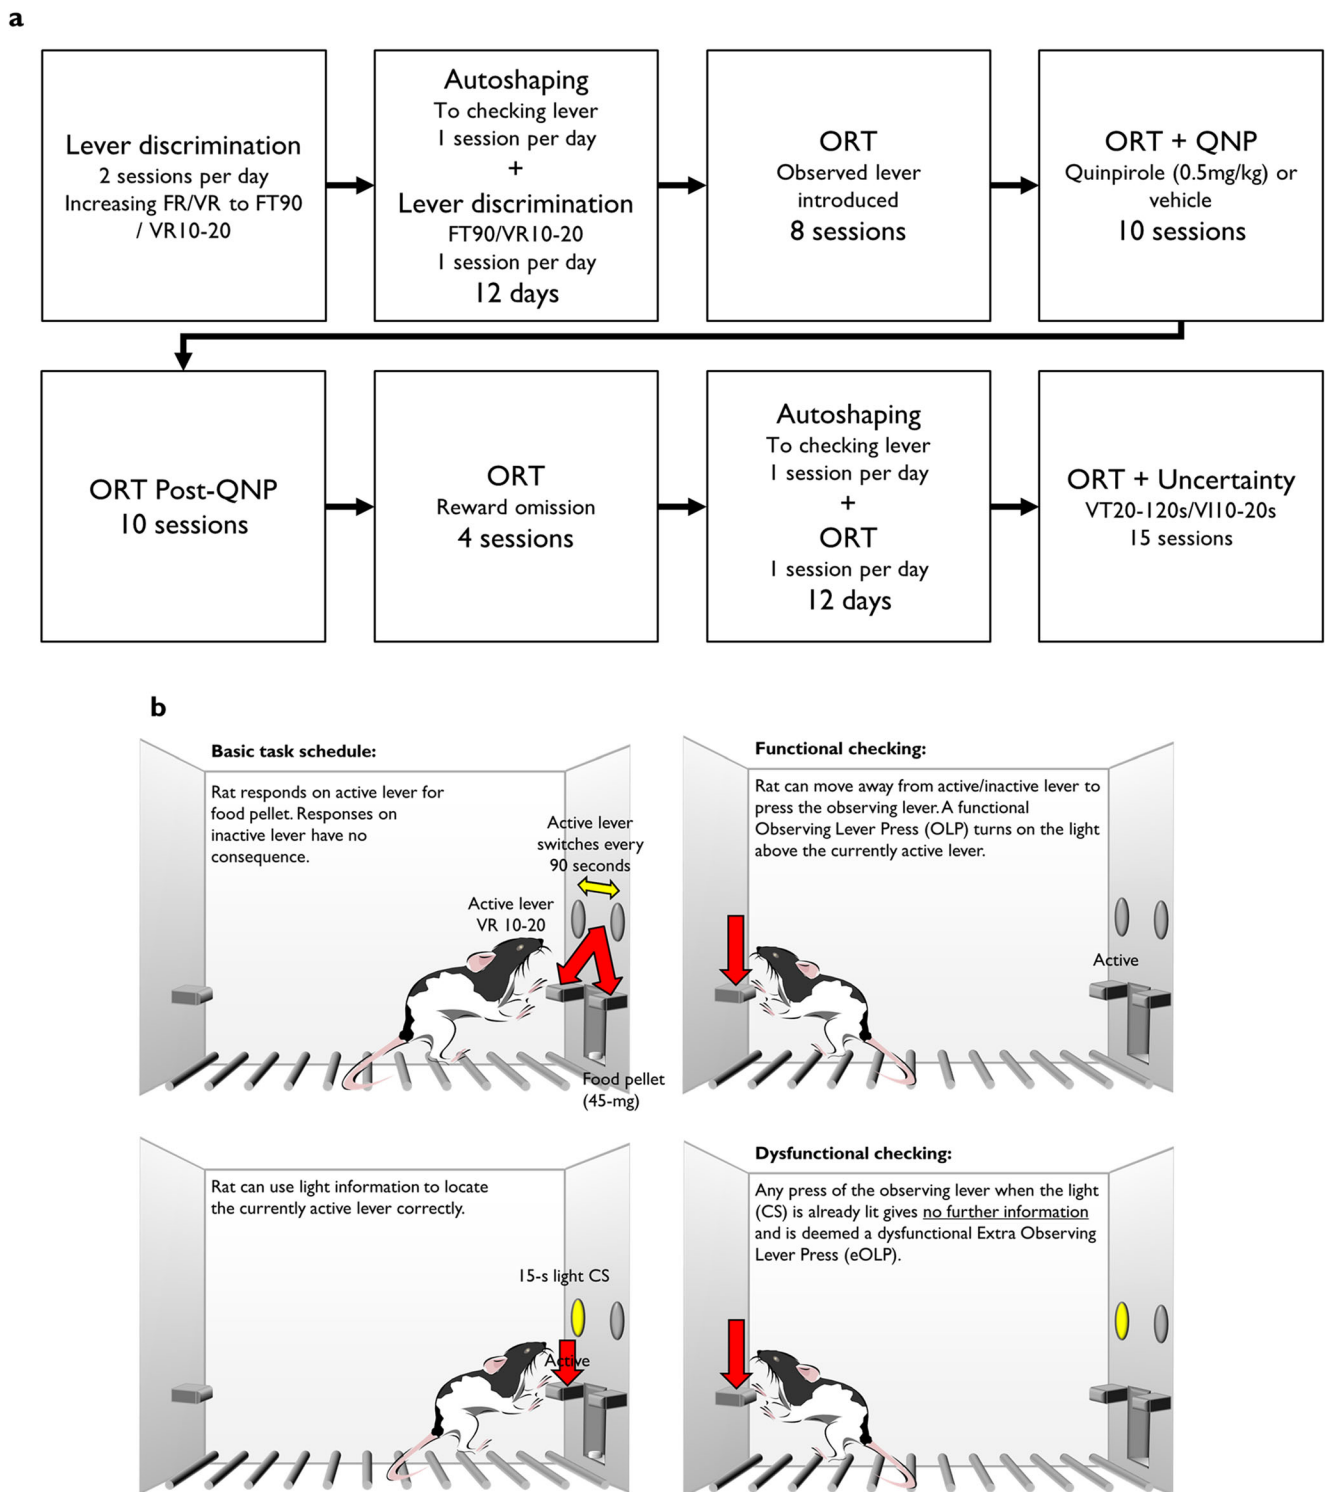 a
Lever discrimination
2 sessions per day
Increasing FR/VR to FT90
/ VR10-20
Autoshaping
To checking lever
1 session per day
+
Lever discrimination
FT90/VR10-20
1 session per day
12 days
ORT
Observed lever
introduced
8 sessions
ORT + QNP
Quinpirole (0.5mg/kg) or
vehicle
10 sessions
ORT Post-QNP
10 sessions
ORT
Reward omission
4 sessions
Autoshaping
To checking lever
1 session per day
+
ORT
1 session per day
12 days
ORT + Uncertainty
VT20-120s/VI10-20s
15 sessions
b
Basic task schedule:
Rat responds on active lever for
food pellet. Responses on
inactive lever have no
consequence.
Active lever
switches every
90 seconds
Active lever
VR 10-20
Food pellet
(45-mg)
Functional checking:
Rat can move away from active/inactive lever to
press the observing lever. A functional
Observing Lever Press (OLP) turns on the light
above the currently active lever.
Active
Rat can use light information to locate
the currently active lever correctly.
15-s light CS
Active
Dysfunctional checking:
Any press of the observing lever when the light
(CS) is already lit gives no further information
and is deemed a dysfunctional Extra Observing
Lever Press (eOLP).